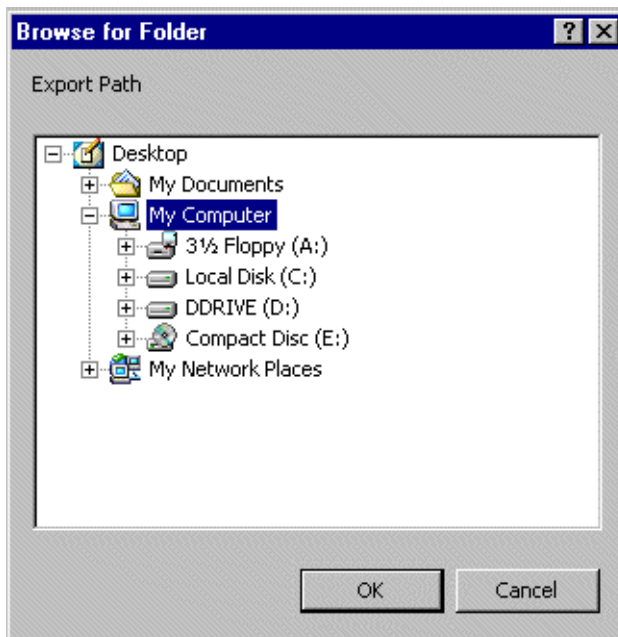 Browse for Folder
Export Path
Desktop
My Documents
My Computer
3½ Floppy (A:)
Local Disk (C:)
DDRIVE (D:)
Compact Disc (E:)
My Network Places
OK Cancel